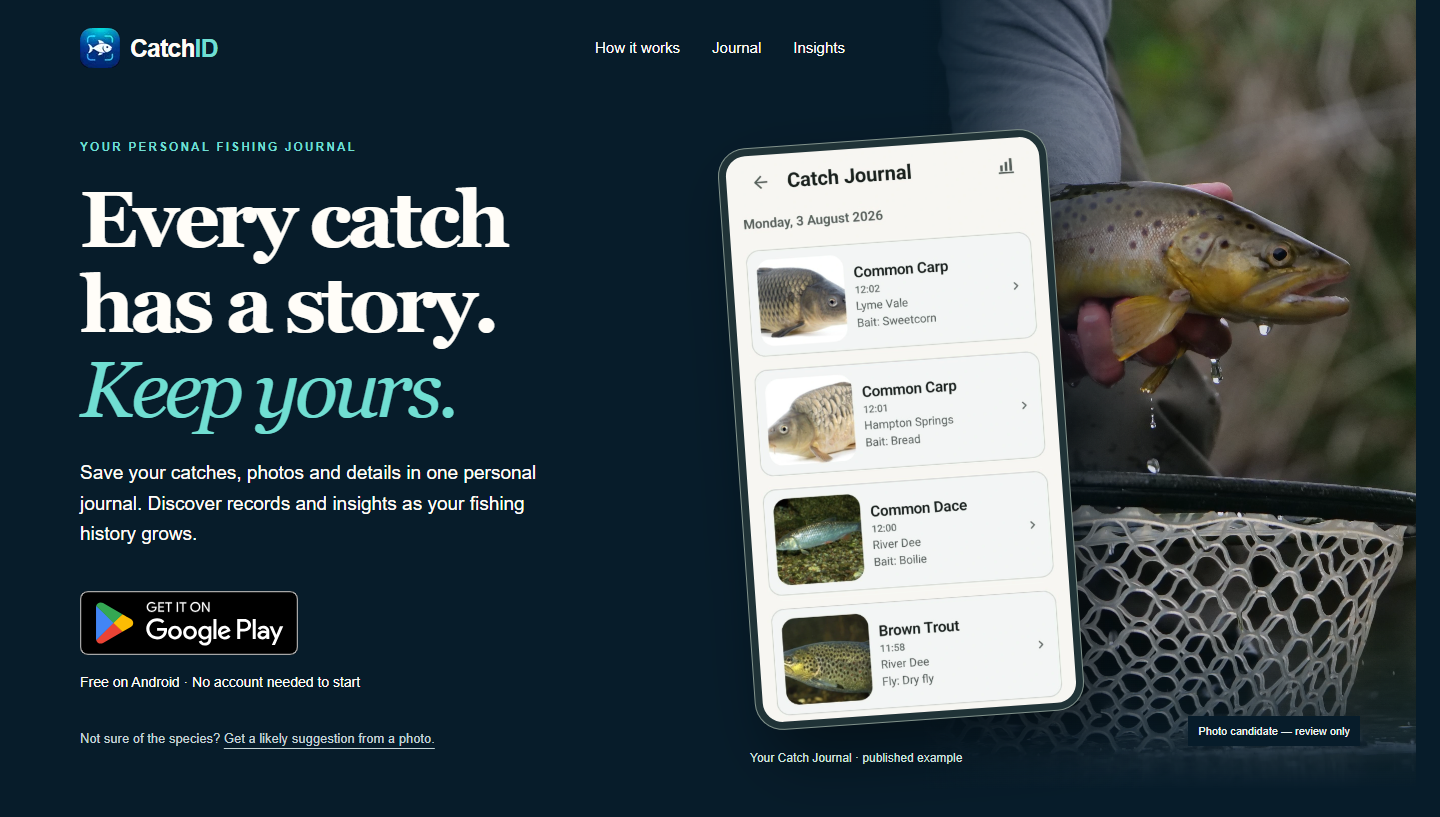 CatchID
How it works
Journal
Insights
YOUR PERSONAL FISHING JOURNAL
Every catch
has a story.
Keep yours.
Save your catches, photos and details in one personal
journal. Discover records and insights as your fishing
history grows.
GET IT ON
Google Play
Free on Android · No account needed to start
Not sure of the species? Get a likely suggestion from a photo.
Catch Journal
Monday, 3 August 2026
Common Carp
12:02
Lyme Vale
Bait: Sweetcorn
Common Carp
12:01
Hampton Springs
Bait: Bread
Common Dace
12:00
River Dee
Bait: Boilie
Brown Trout
11:58
River Dee
Fly: Dry fly
Your Catch Journal · published example
Photo candidate — review only